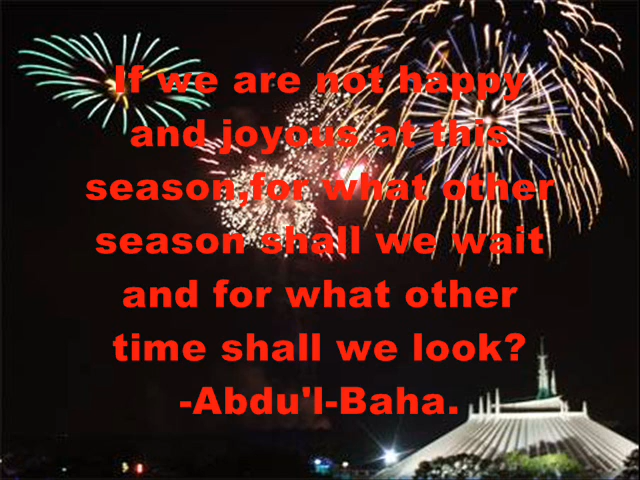 If we are not happy
and joyous at this
season,for what other
season shall we wait
and for what other
time shall we look?
-Abdu'l-Baha.